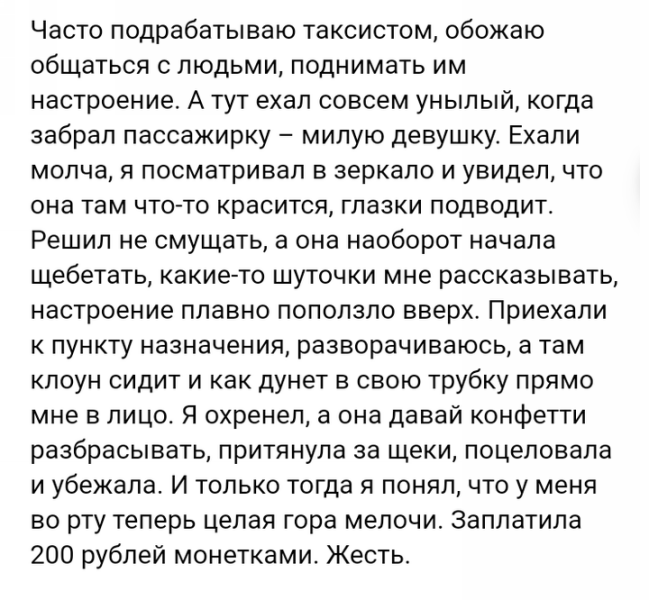 Часто подрабатываю таксистом, обожаю
общаться с людьми, поднимать им
настроение. А тут ехал совсем унылый, когда
забрал пассажирку – милую девушку. Ехали
молча, я посматривал в зеркало и увидел, что
она там что-то красится, глазки подводит.
Решил не смущать, а она наоборот начала
щебетать, какие-то шуточки мне рассказывать,
настроение плавно поползло вверх. Приехали
к пункту назначения, разворачиваюсь, а там
клоун сидит и как дунет в свою трубку прямо
мне в лицо. Я охренел, а она давай конфетти
разбрасывать, притянула за щеки, поцеловала
и убежала. И только тогда я понял, что у меня
во рту теперь целая гора мелочи. Заплатила
200 рублей монетками. Жесть.